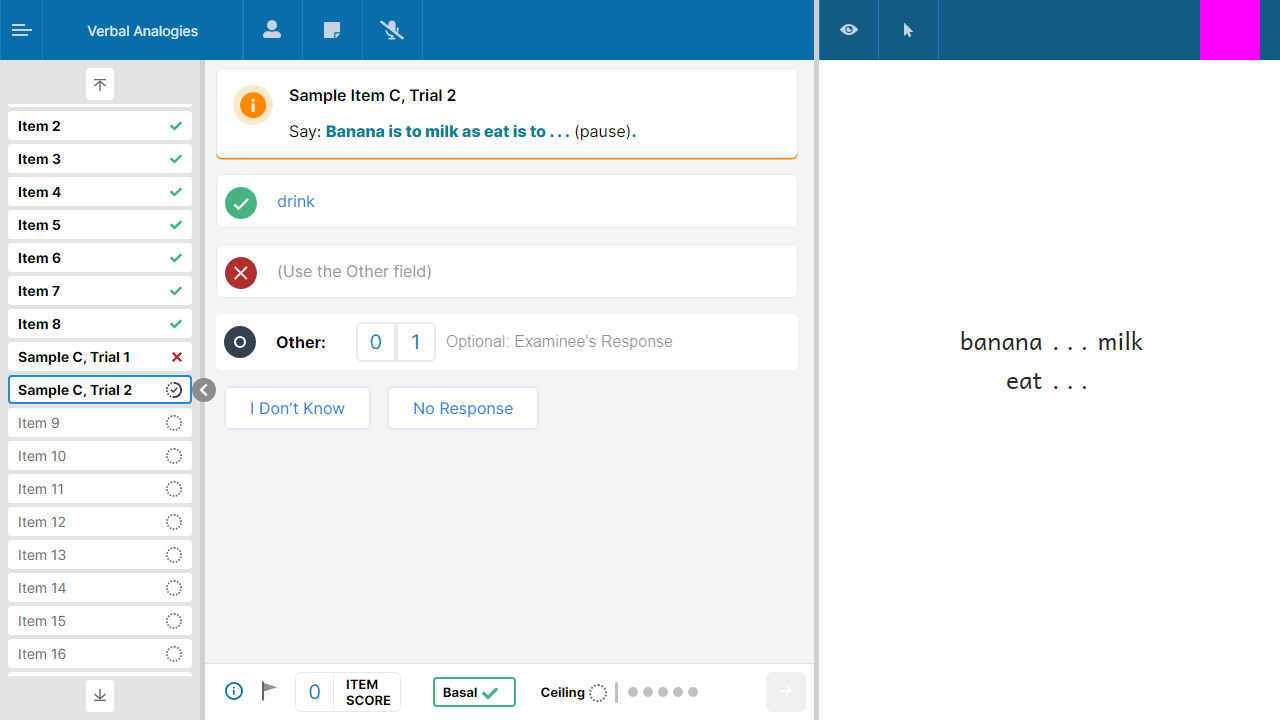 Verbal Analogies
Item 2
Item 3
Item 4
Item 5
Item 6
Item 7
Item 8
Sample C, Trial 1
Sample C, Trial 2
Item 9
Item 10
Item 11
Item 12
Item 13
Item 14
Item 15
Item 16
Sample Item C, Trial 2
Say: Banana is to milk as eat is to . . . (pause).
drink
(Use the Other field)
Other: 0 1 Optional: Examinee's Response
I Don’t Know No Response
0 ITEM SCORE Basal Ceiling
banana . . . milk
eat . . .